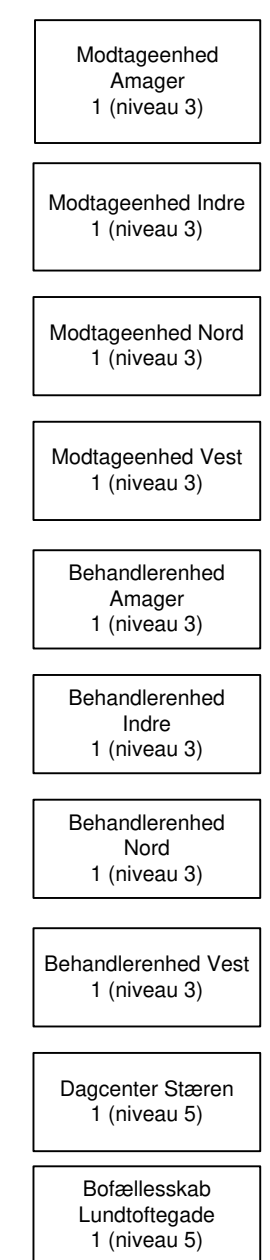 Modtageenhed
Amager
1 (niveau 3)
Modtageenhed Indre
1 (niveau 3)
Modtageenhed Nord
1 (niveau 3)
Modtageenhed Vest
1 (niveau 3)
Behandlerenhed
Amager
1 (niveau 3)
Behandlerenhed
Indre
1 (niveau 3)
Behandlerenhed
Nord
1 (niveau 3)
Behandlerenhed Vest
1 (niveau 3)
Dagcenter Stæren
1 (niveau 5)
Bofællesskab
Lundtoftegade
1 (niveau 5)